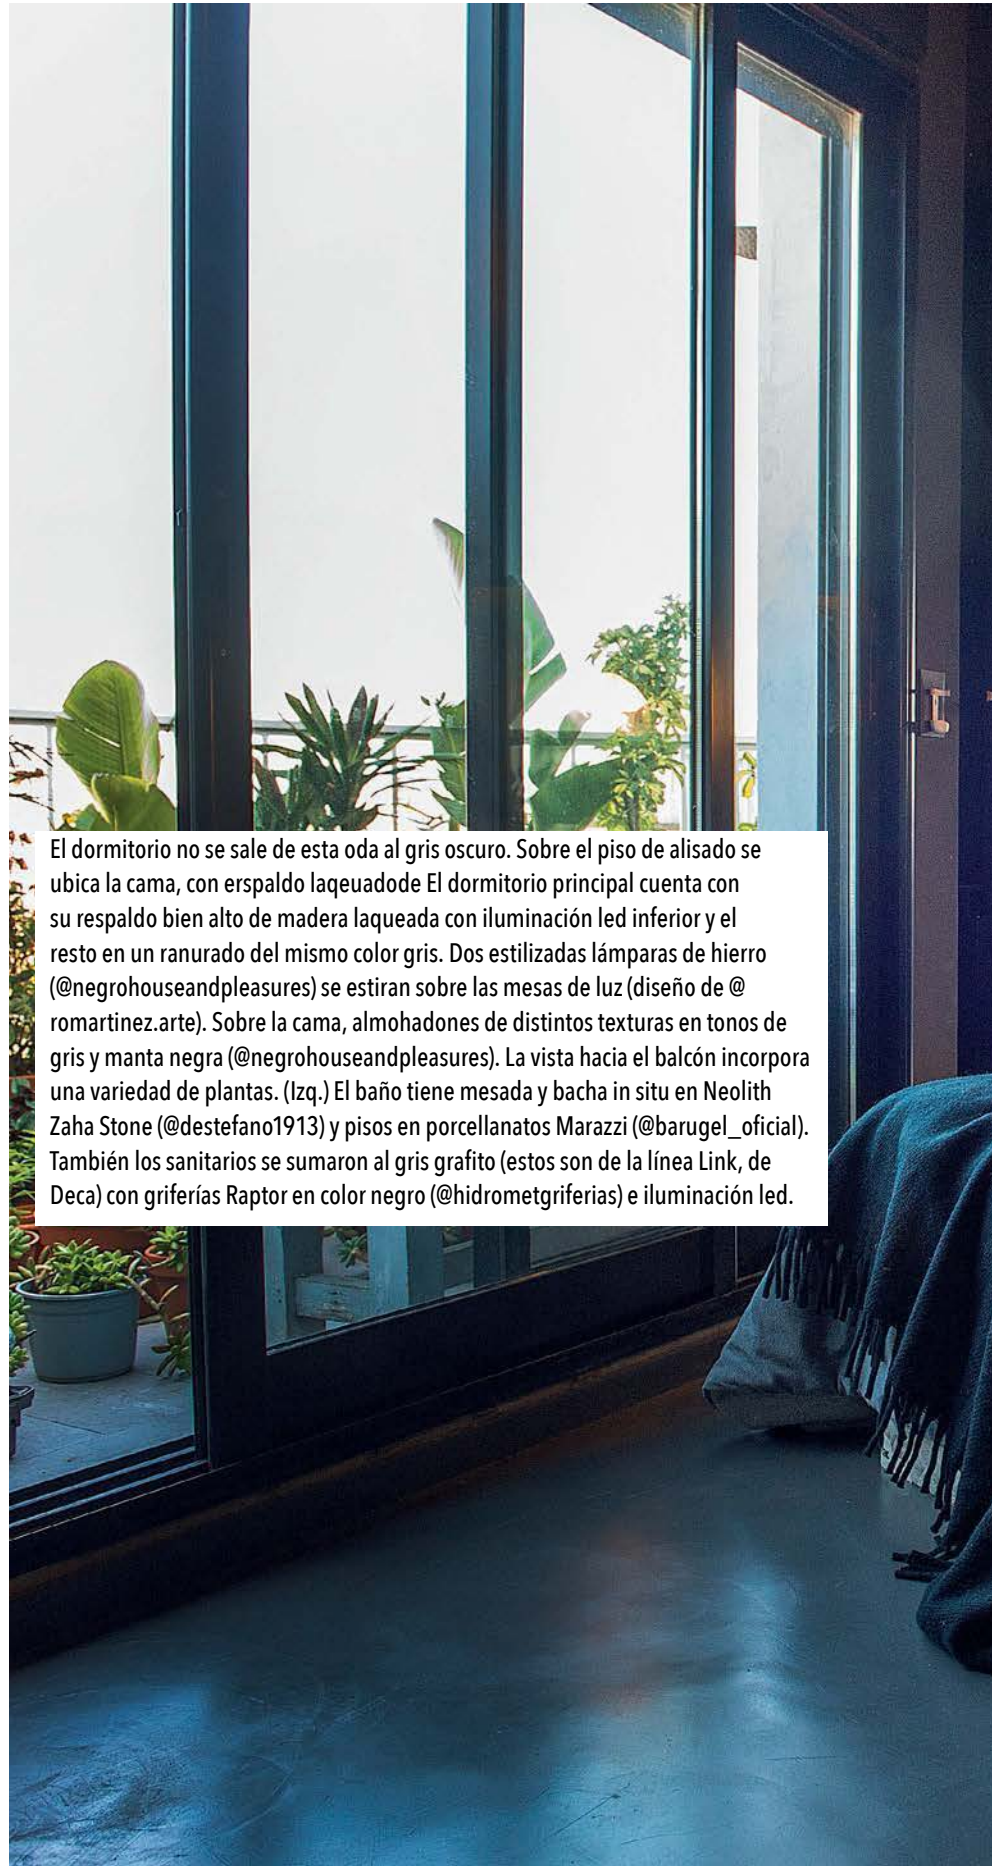 El dormitorio no se sale de esta oda al gris oscuro. Sobre el piso de alisado se
ubica la cama, con erspaldo laqeuadode El dormitorio principal cuenta con
su respaldo bien alto de madera laqueada con iluminación led inferior y el
resto en un ranurado del mismo color gris. Dos estilizadas lámparas de hierro
(@negrohouseandpleasures) se estiran sobre las mesas de luz (diseño de @
romartinez.arte). Sobre la cama, almohadones de distintos texturas en tonos de
gris y manta negra (@negrohouseandpleasures). La vista hacia el balcón incorpora
una variedad de plantas. (Izq.) El baño tiene mesada y bacha in situ en Neolith
Zaha Stone (@destefano1913) y pisos en porcellanatos Marazzi (@barugel_oficial).
También los sanitarios se sumaron al gris grafito (estos son de la línea Link, de
Deca) con griferías Raptor en color negro (@hidrometgriferias) e iluminación led.